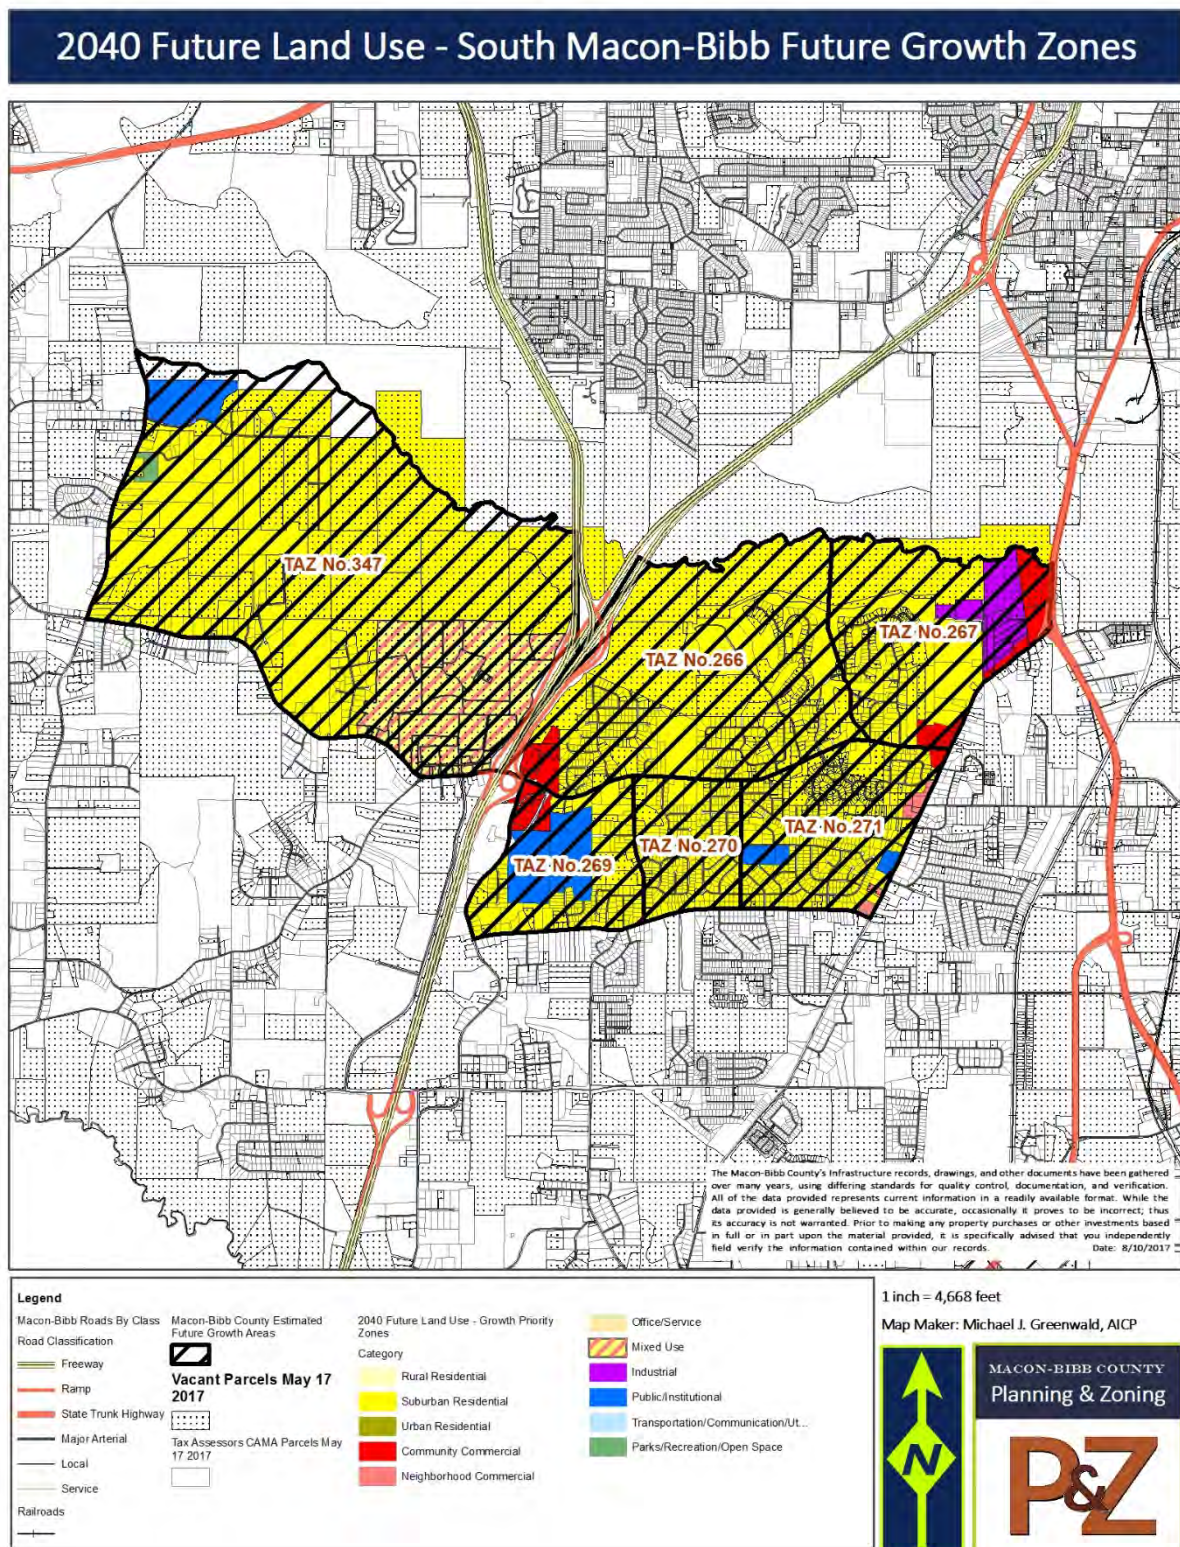 2040 Future Land Use - South Macon-Bibb Future Growth Zones
TAZ No.347
TAZ No.267
TAZ No.266
TAZ No.271
TAZ No.270
TAZ No.269
The Macon-Bibb County's Infrastructure records, drawings, and other documents have been gathered
over many years, using differing standards for quality control, documentation, and verification.
All of the data provided represents current information in a readily available format. While the
data provided is generally believed to be accurate, occasionally it proves to be incorrect; thus
its accuracy is not warranted. Prior to making any property purchases or other investments based
in full or in part upon the material provided, it is specifically advised that you independently
field verify the information contained within our records. Date: 8/10/2017
Legend
Macon-Bibb Roads By Class
Road Classification
Freeway
Ramp
State Trunk Highway
Major Arterial
Local
Service
Railroads
Macon-Bibb County Estimated
Future Growth Areas
Vacant Parcels May 17
2017
Tax Assessors CAMA Parcels May
17 2017
2040 Future Land Use - Growth Priority
Zones
Category
Rural Residential
Suburban Residential
Urban Residential
Community Commercial
Neighborhood Commercial
Office/Service
Mixed Use
Industrial
Public/Institutional
Transportation/Communication/Ut...
Parks/Recreation/Open Space
1 inch = 4,668 feet
Map Maker: Michael J. Greenwald, AICP
N
MACON-BIBB COUNTY
Planning & Zoning
P&Z